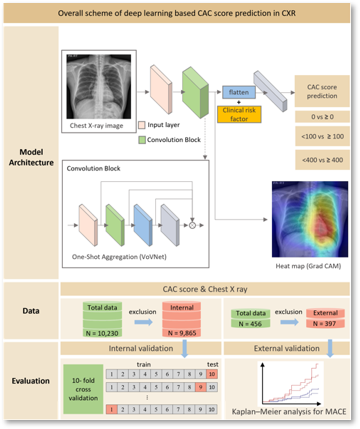 Overall scheme of deep learning based CAC score prediction in CXR
Model
Architecture
Chest X-ray image
Input layer
Convolution Block
flatten
+
Clinical risk
factor
CAC score
prediction
0 vs ≥ 0
<100 vs ≥ 100
<400 vs ≥ 400
Convolution Block
One-Shot Aggregation (VoVNet)
Heat map (Grad CAM)
Data
CAC score & Chest X ray
Total data
N = 10,230
exclusion
Internal
N = 9,865
Total data
N = 456
exclusion
External
N = 397
Evaluation
Internal validation
External validation
10- fold
cross
validation
train
test
1 2 3 4 5 6 7 8 9 10
1 2 3 4 5 6 7 8 9 10
1 2 3 4 5 6 7 8 9 10
Kaplan–Meier analysis for MACE